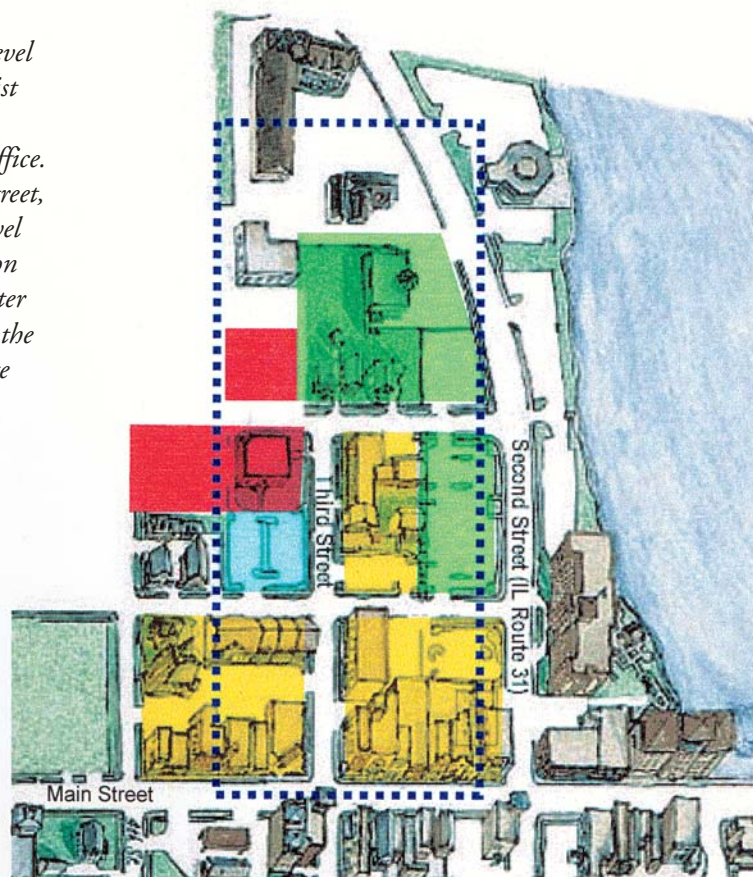 evel
ist
ffice.
reet,
vel
on
ter
the
e
Third Street
Second Street (IL Route 31)
Main Street